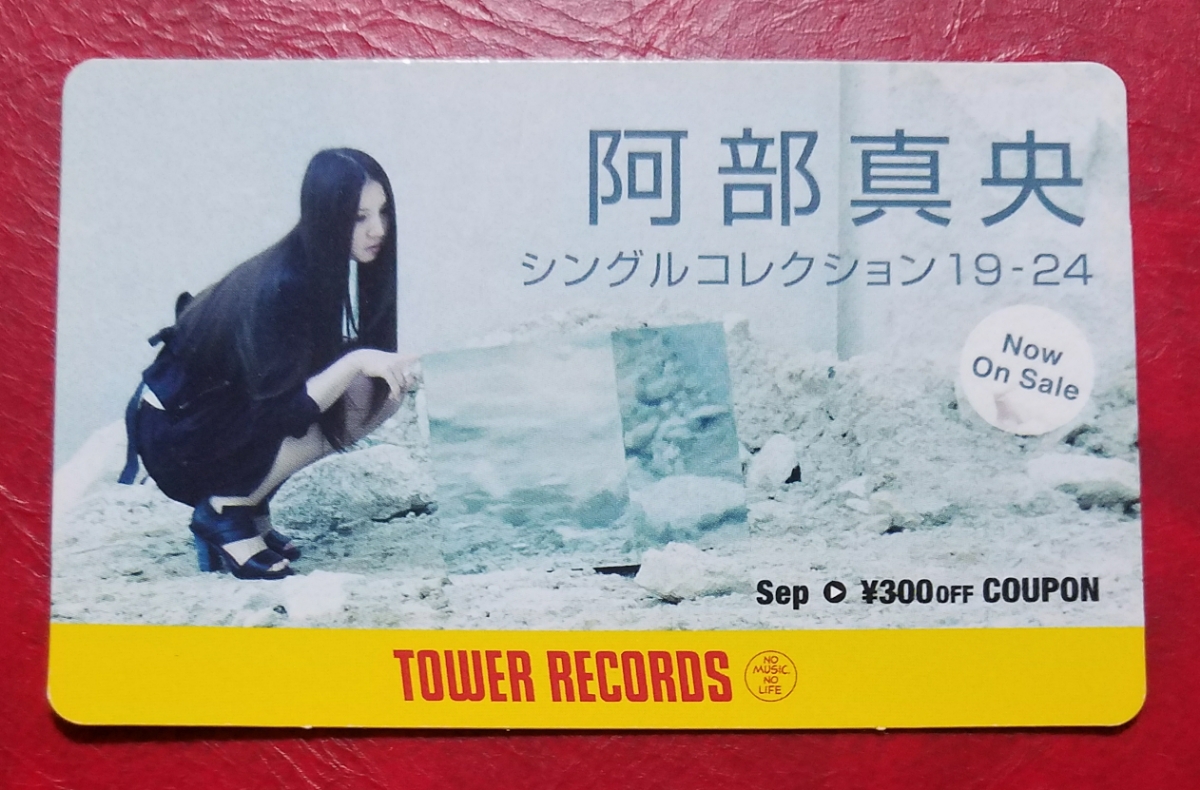 阿部真央
シングルコレクション19-24
Now
On Sale
Sep ▶ ¥300OFF COUPON
TOWER RECORDS
NO
MUSIC.
NO
LIFE